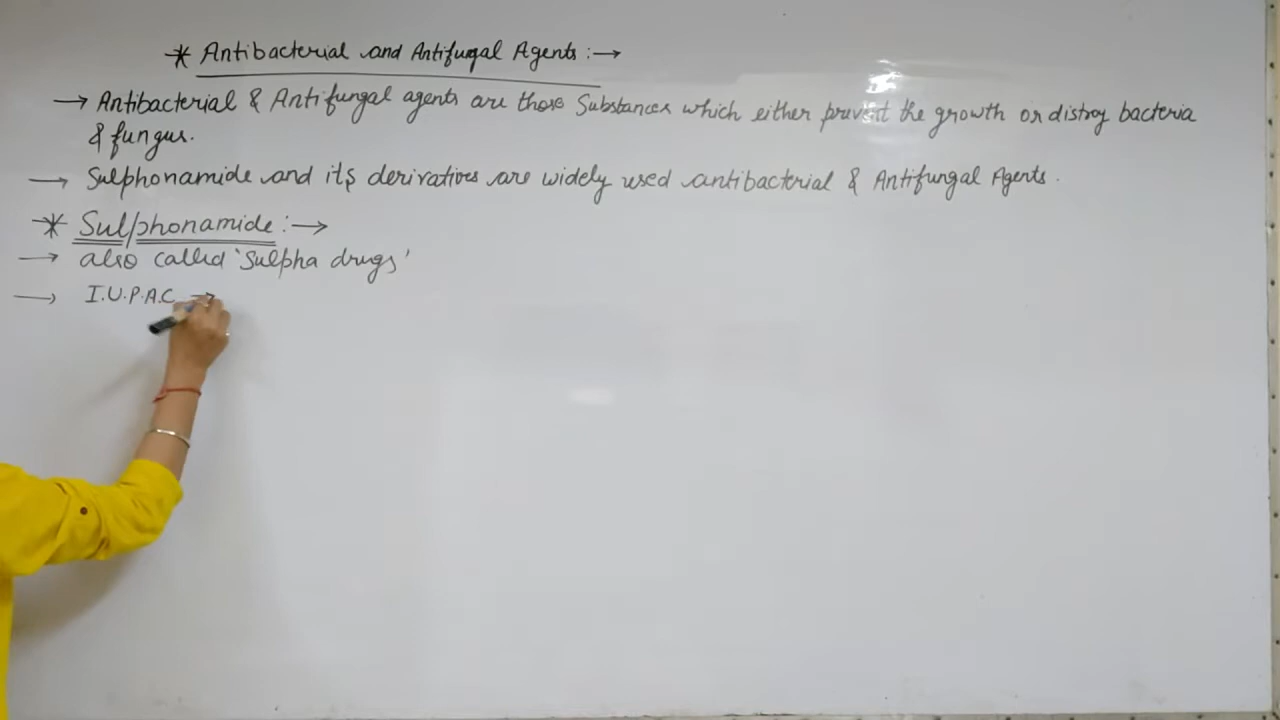 * Antibacterial and Antifungal Agents :→
→ Antibacterial & Antifungal agents are those Substances which either prevent the growth or distroy bacteria
& fungus.
→ Sulphonamide and its derivatives are widely used antibacterial & Antifungal Agents.
* Sulphonamide :→
→ also called 'Sulpha drugs'
→ I.U.P.A.C →